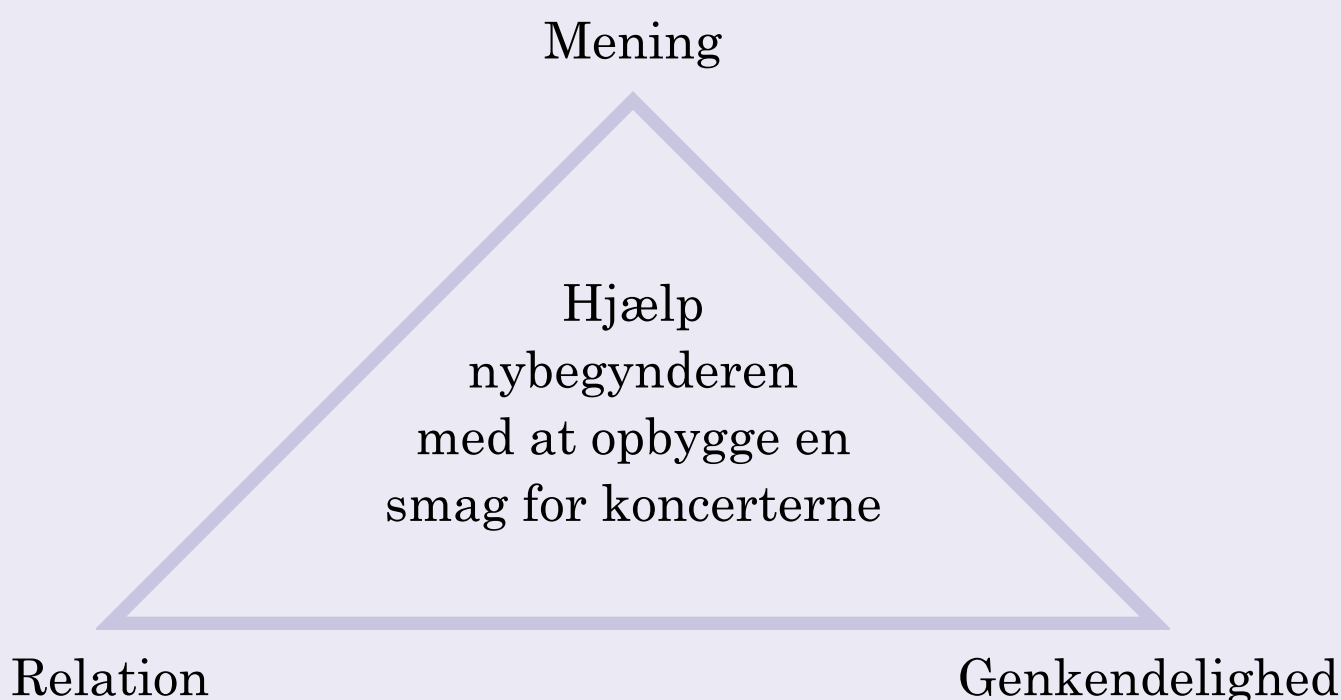 Mening
Hjælp
nybegynderen
med at opbygge en
smag for koncerterne
Relation
Genkendelighed